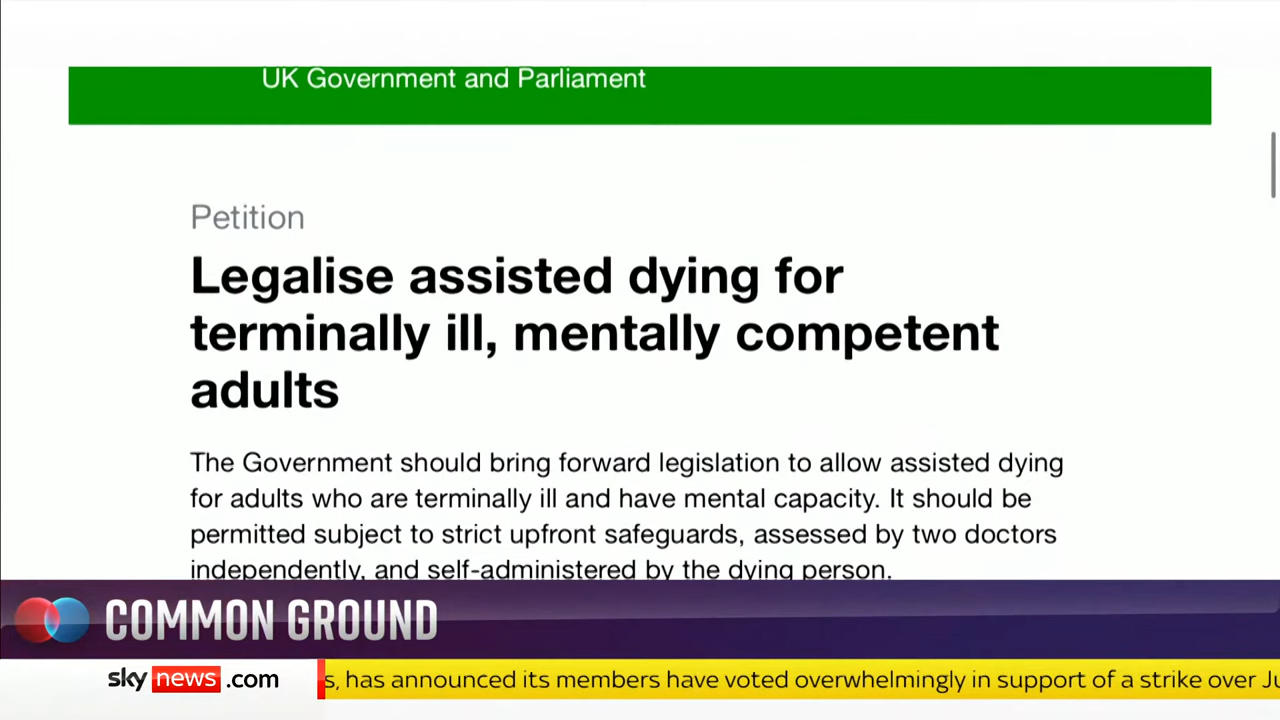 UK Government and Parliament
Petition
Legalise assisted dying for
terminally ill, mentally competent
adults
The Government should bring forward legislation to allow assisted dying
for adults who are terminally ill and have mental capacity. It should be
permitted subject to strict upfront safeguards, assessed by two doctors
independently, and self-administered by the dying person.
COMMON GROUND
sky news .com
s, has announced its members have voted overwhelmingly in support of a strike over Ju